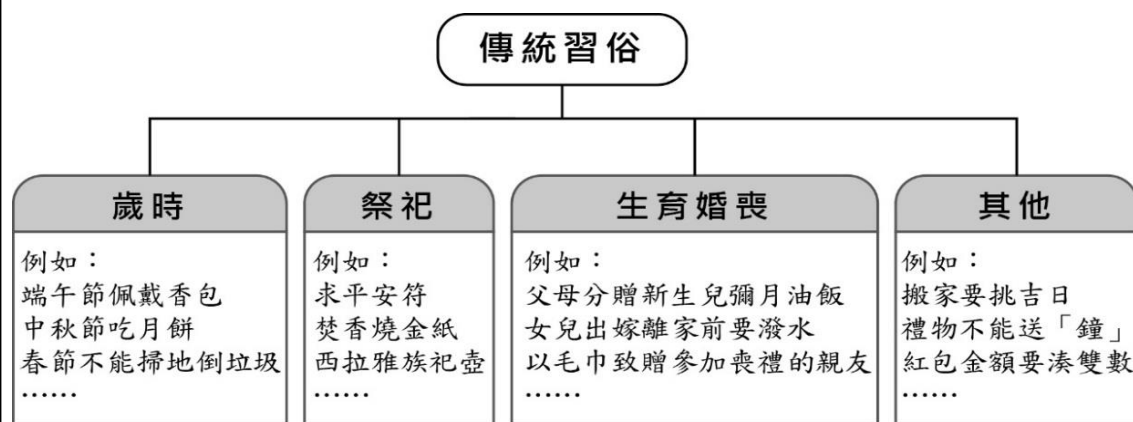 傳統習俗
歲時
例如：
端午節佩戴香包
中秋節吃月餅
春節不能掃地倒垃圾
……
祭祀
例如：
求平安符
焚香燒金紙
西拉雅族祀壺
……
生育婚喪
例如：
父母分贈新生兒彌月油飯
女兒出嫁離家前要潑水
以毛巾致贈參加喪禮的親友
……
其他
例如：
搬家要挑吉日
禮物不能送「鐘」
紅包金額要湊雙數
……